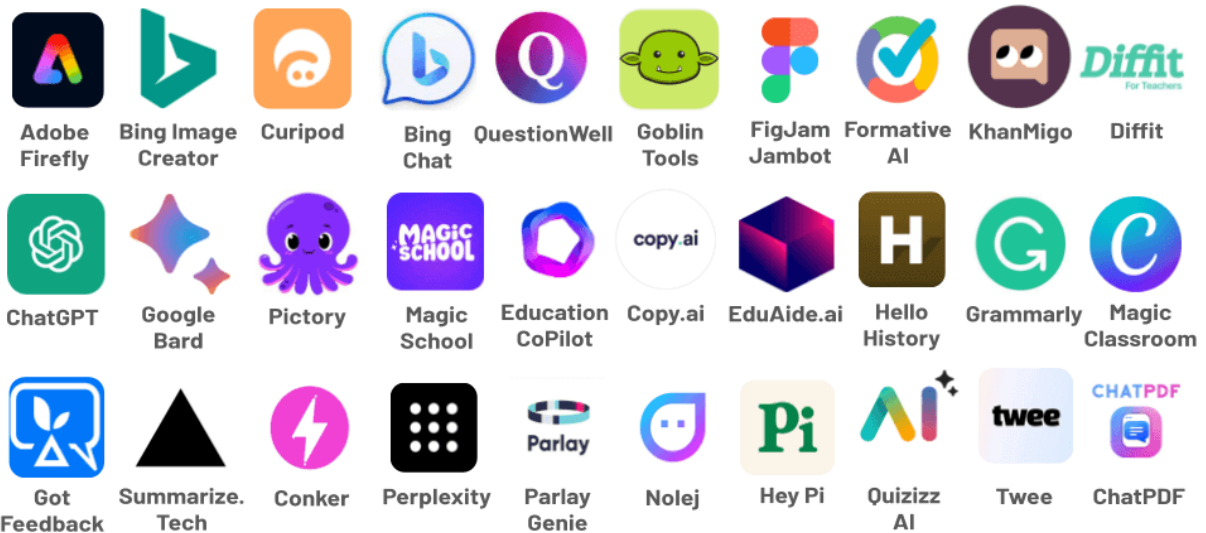 Diffit
For Teachers
Q
Adobe
Firefly
Bing Image
Creator
Curipod
Bing
Chat
QuestionWell
Goblin
Tools
FigJam
Jambot
Formative
AI
KhanMigo
Diffit
MAGiC
SCHOOL
copy.ai
H
G
C
ChatGPT
Google
Bard
Pictory
Magic
School
Education
CoPilot
Copy.ai
EduAide.ai
Hello
History
Grammarly
Magic
Classroom
Parlay
Pi
AI
twee
CHATPDF
Got
Feedback
Summarize.
Tech
Conker
Perplexity
Parlay
Genie
Nolej
Hey Pi
Quizizz
AI
Twee
ChatPDF